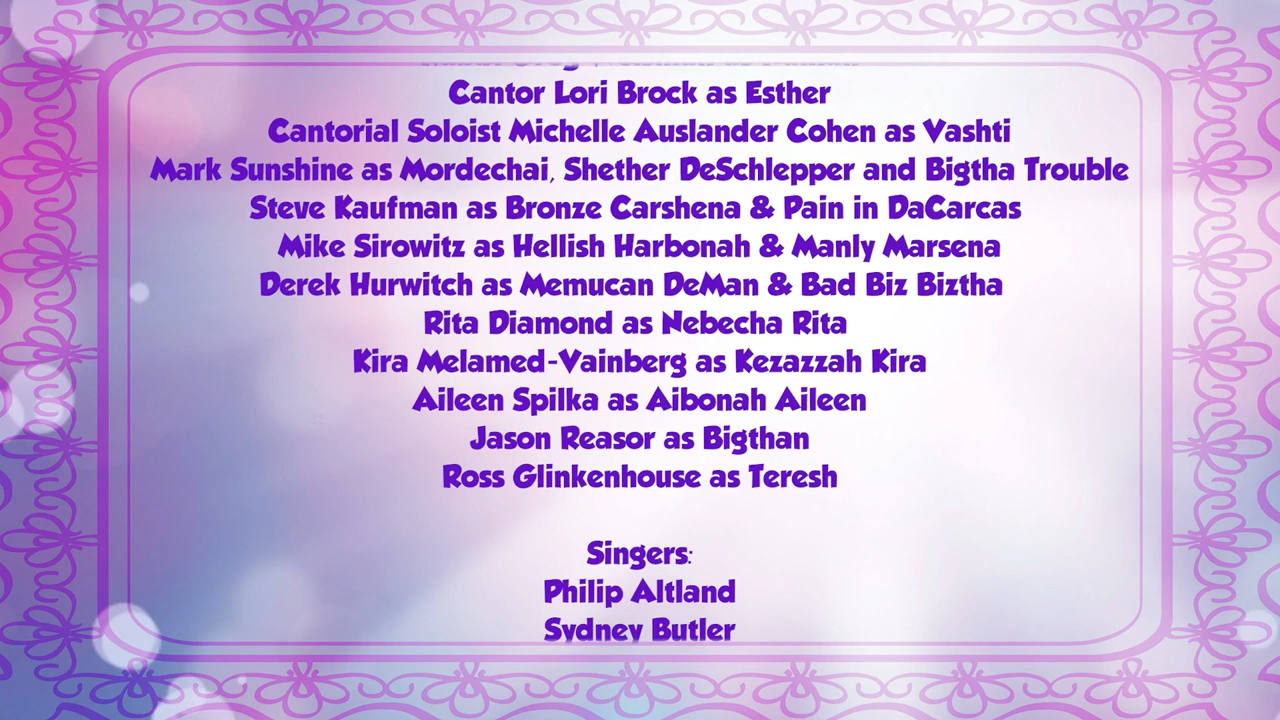 Cantor Lori Brock as Esther
Cantorial Soloist Michelle Auslander Cohen as Vashti
Mark Sunshine as Mordechai, Shether DeSchlepper and Bigtha Trouble
Steve Kaufman as Bronze Carshena & Pain in DaCarcas
Mike Sirowitz as Hellish Harbonah & Manly Marsena
Derek Hurwitch as Memucan DeMan & Bad Biz Biztha
Rita Diamond as Nebecha Rita
Kira Melamed-Vainberg as Kezazzah Kira
Aileen Spilka as Aibonah Aileen
Jason Reasor as Bigthan
Ross Glinkenhouse as Teresh
Singers:
Philip Altland
Sydney Butler